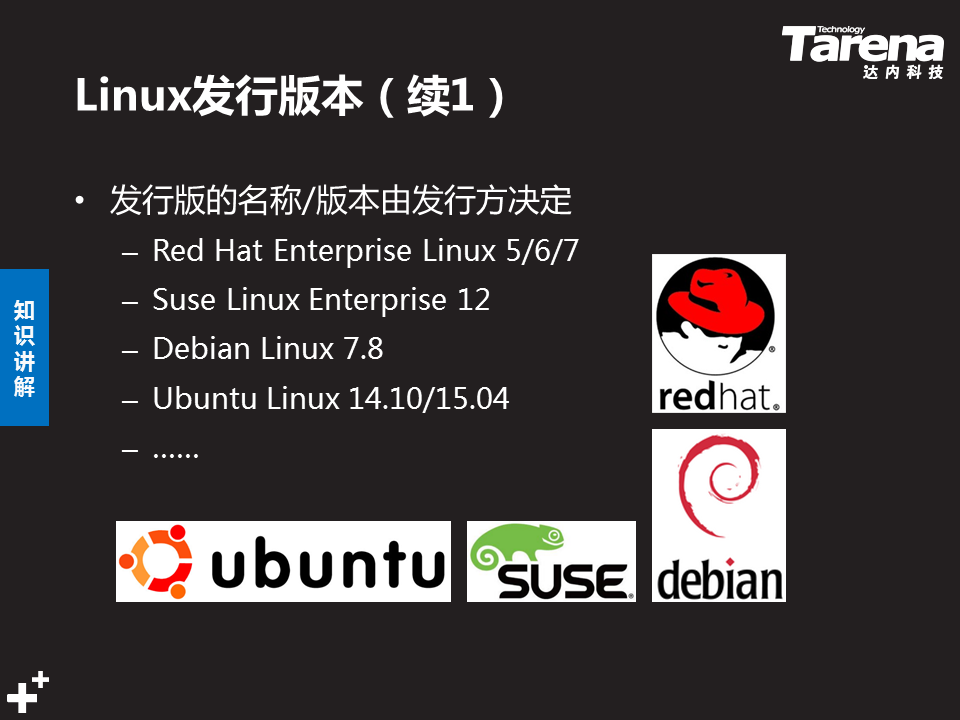 Technology
Tarena
达内科技
Linux发行版本（续1）
• 发行版的名称/版本由发行方决定
– Red Hat Enterprise Linux 5/6/7
– Suse Linux Enterprise 12
– Debian Linux 7.8
– Ubuntu Linux 14.10/15.04
– ......
知识讲解
redhat®
ubuntu
SUSE®
debian